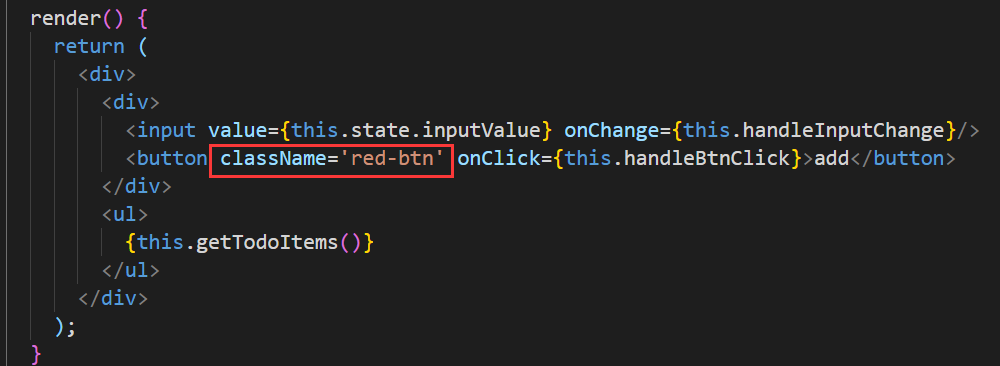 render() {
return (
<div>
<div>
<input value={this.state.inputValue} onChange={this.handleInputChange}/>
<button className='red-btn' onClick={this.handleBtnClick}>add</button>
</div>
<ul>
{this.getTodoItems()}
</ul>
</div>
);
}